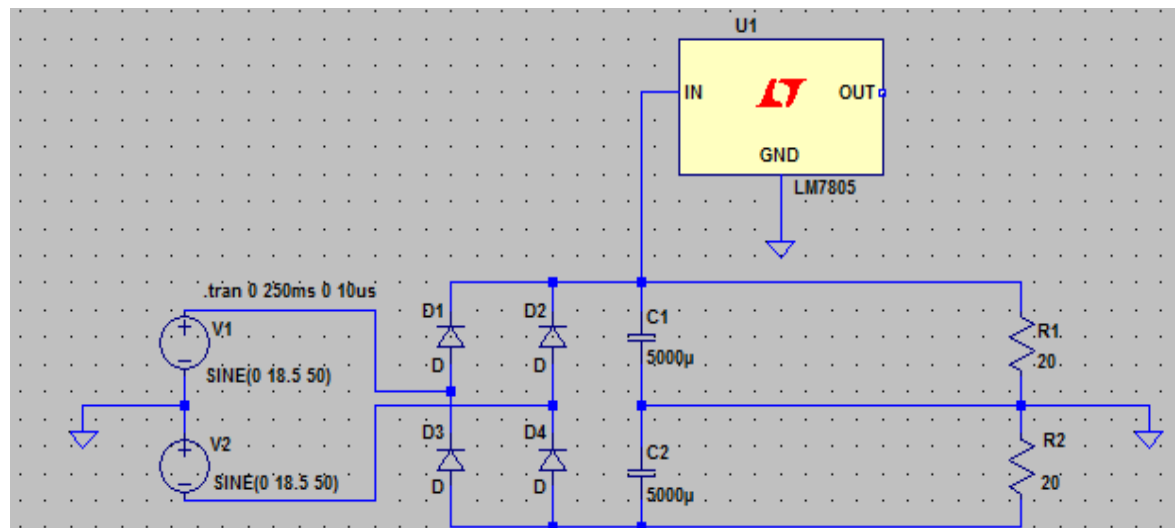 U1
IN
OUT
GND
LM7805
.tran 0 250ms 0 10us
V1
SINE(0 18.5 50)
V2
SINE(0 18.5 50)
D1
D
D2
D
D3
D
D4
D
C1
5000µ
C2
5000µ
R1
20
R2
20